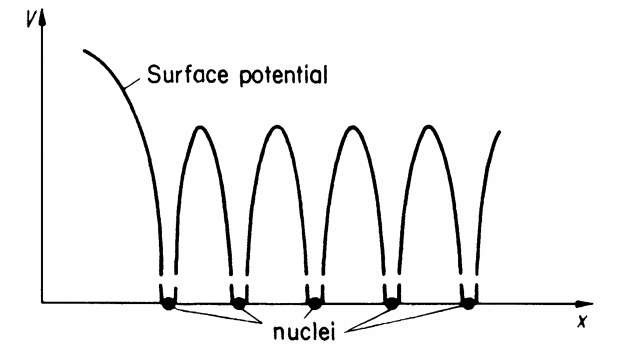 V
Surface potential
x
nuclei